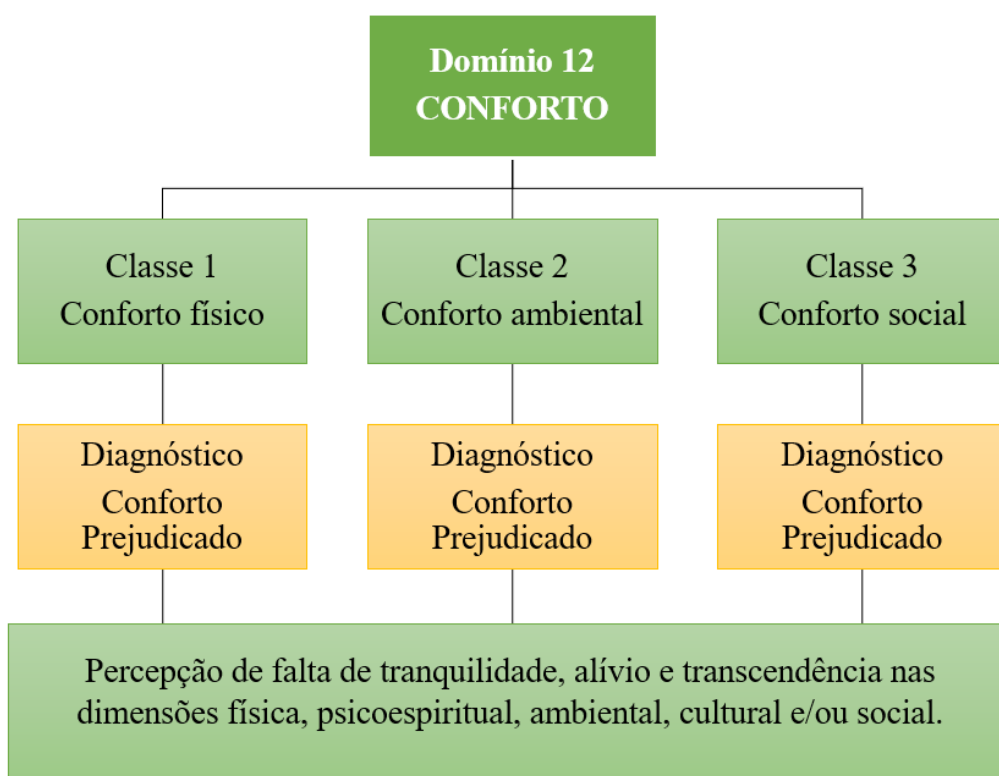 Domínio 12
CONFORTO
Classe 1
Conforto físico
Classe 2
Conforto ambiental
Classe 3
Conforto social
Diagnóstico
Conforto
Prejudicado
Diagnóstico
Conforto
Prejudicado
Diagnóstico
Conforto
Prejudicado
Percepção de falta de tranquilidade, alívio e transcendência nas
dimensões física, psicoespiritual, ambiental, cultural e/ou social.